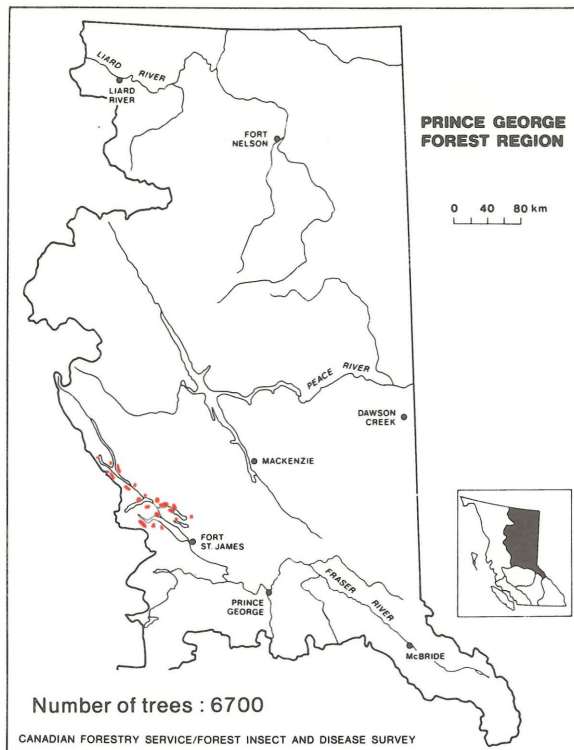 LIARD RIVER
LIARD
RIVER
FORT
NELSON
PRINCE GEORGE
FOREST REGION
0 40 80 km
PEACE RIVER
DAWSON
CREEK
MACKENZIE
FORT
ST. JAMES
FRASER RIVER
PRINCE
GEORGE
McBRIDE
Number of trees : 6700
CANADIAN FORESTRY SERVICE/FOREST INSECT AND DISEASE SURVEY